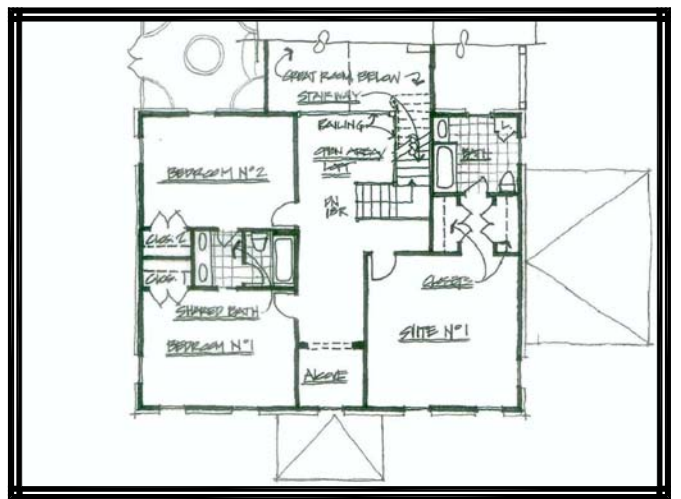 GREAT ROOM BELOW
STAIRWAY
RAILING
OPEN AREA/
LOFT
BATH
BEDROOM Nº2
DN
CLOS. 2
CLOS. 1
CLOSETS
SHARED BATH
BEDROOM Nº1
SUITE Nº1